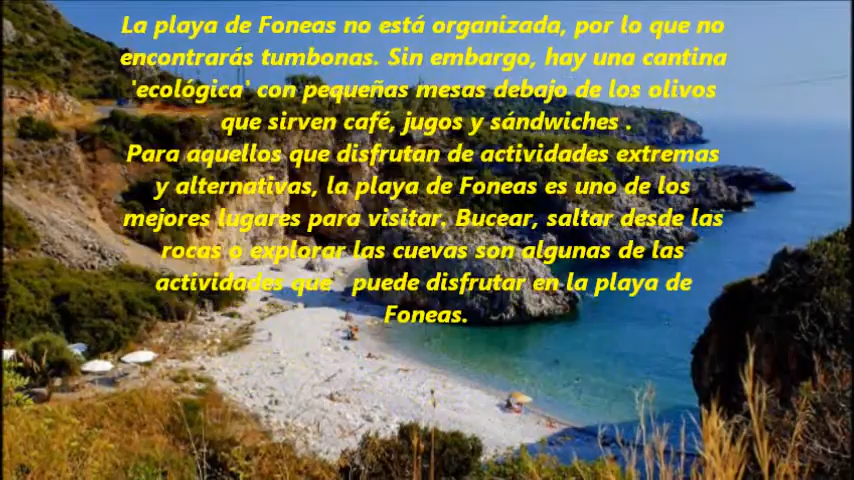 La playa de Foneas no está organizada, por lo que no
encontrarás tumbonas. Sin embargo, hay una cantina
`ecológica` con pequeñas mesas debajo de los olivos
que sirven café, jugos y sándwiches .
Para aquellos que disfrutan de actividades extremas
y alternativas, la playa de Foneas es uno de los
mejores lugares para visitar. Bucear, saltar desde las
rocas o explorar las cuevas son algunas de las
actividades que   puede disfrutar en la playa de
Foneas.